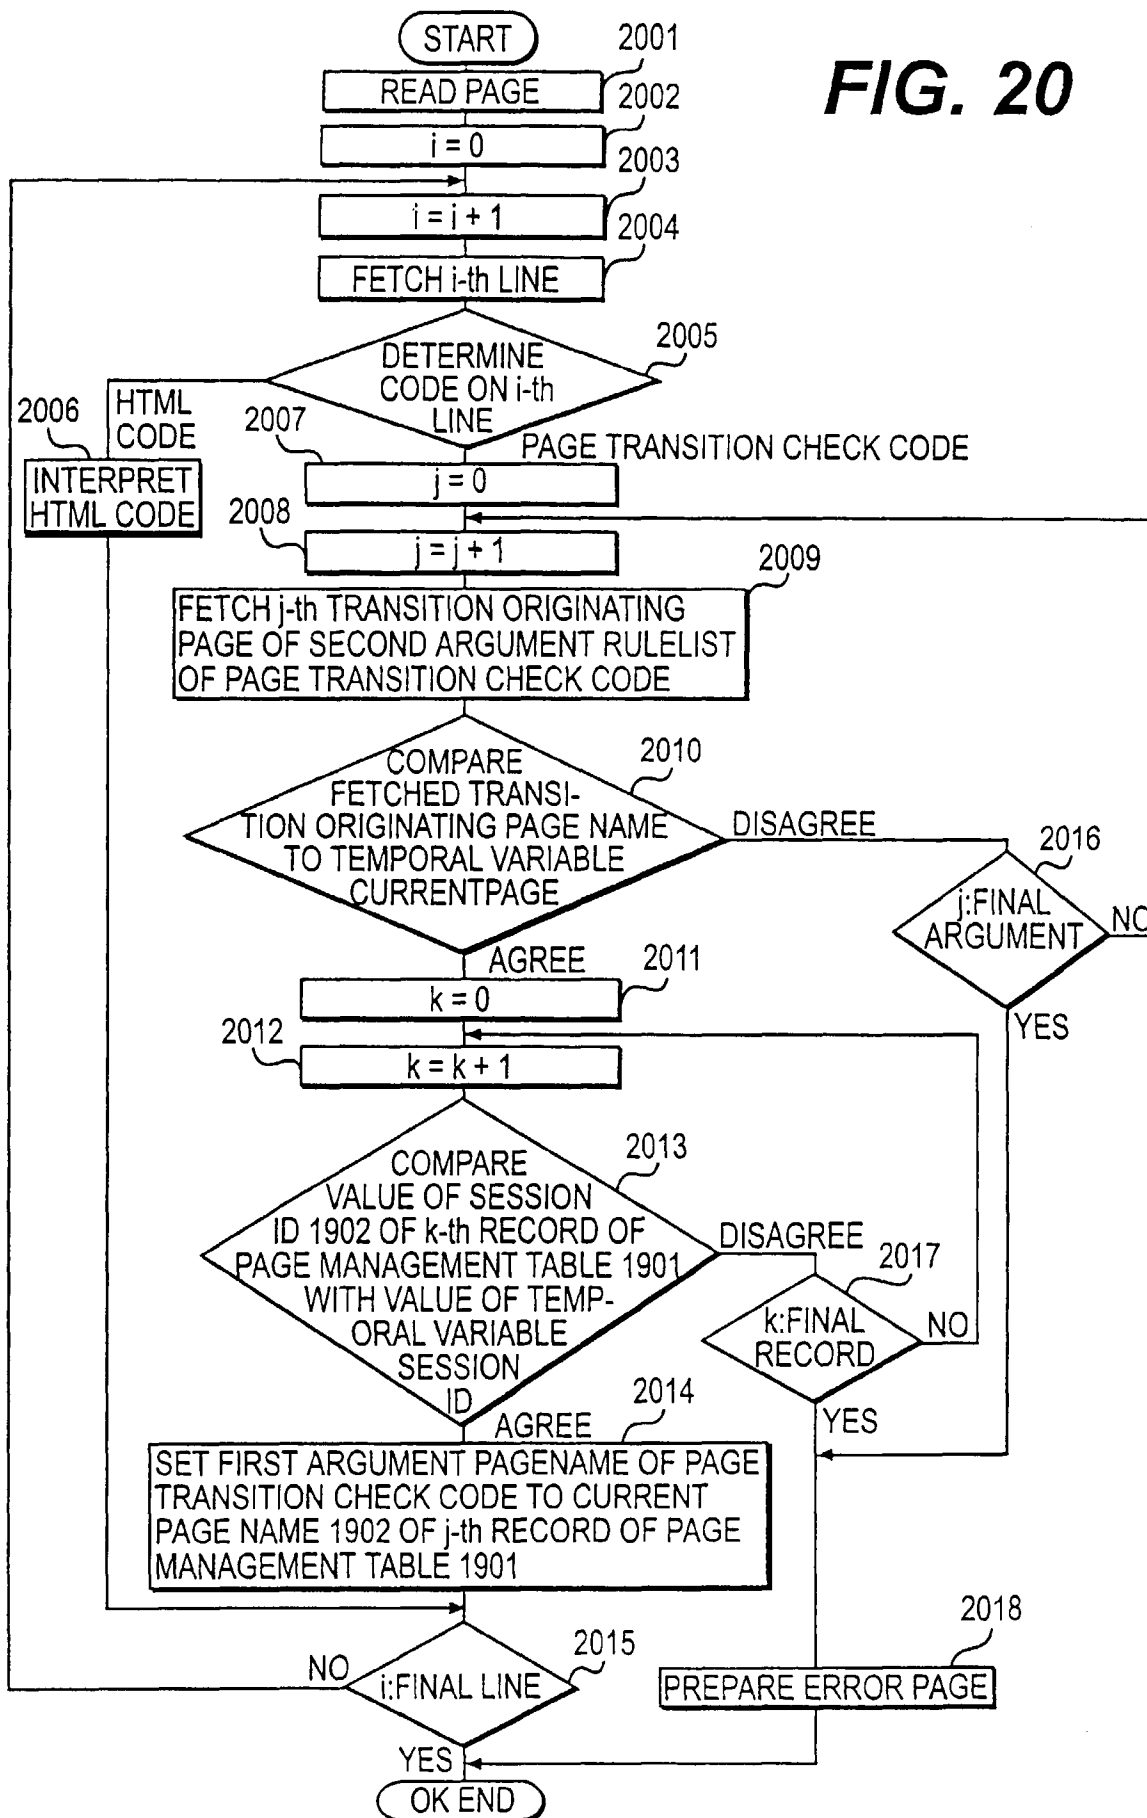 FIG. 20
START
2001
READ PAGE
2002
i = 0
2003
i = i + 1
2004
FETCH i-th LINE
2005
DETERMINE
CODE ON i-th
LINE
HTML
CODE
2006
INTERPRET
HTML CODE
2007
PAGE TRANSITION CHECK CODE
j = 0
2008
j = j + 1
2009
FETCH j-th TRANSITION ORIGINATING
PAGE OF SECOND ARGUMENT RULELIST
OF PAGE TRANSITION CHECK CODE
2010
COMPARE
FETCHED TRANSI-
TION ORIGINATING PAGE NAME
TO TEMPORAL VARIABLE
CURRENTPAGE
DISAGREE
2016
j:FINAL
ARGUMENT
NO
YES
AGREE
2011
k = 0
2012
k = k + 1
2013
COMPARE
VALUE OF SESSION
ID 1902 OF k-th RECORD OF
PAGE MANAGEMENT TABLE 1901
WITH VALUE OF TEMP-
ORAL VARIABLE
SESSION
ID
DISAGREE
2017
k:FINAL
RECORD
NO
YES
AGREE
2014
SET FIRST ARGUMENT PAGENAME OF PAGE
TRANSITION CHECK CODE TO CURRENT
PAGE NAME 1902 OF j-th RECORD OF PAGE
MANAGEMENT TABLE 1901
2015
NO
i:FINAL LINE
YES
2018
PREPARE ERROR PAGE
OK END